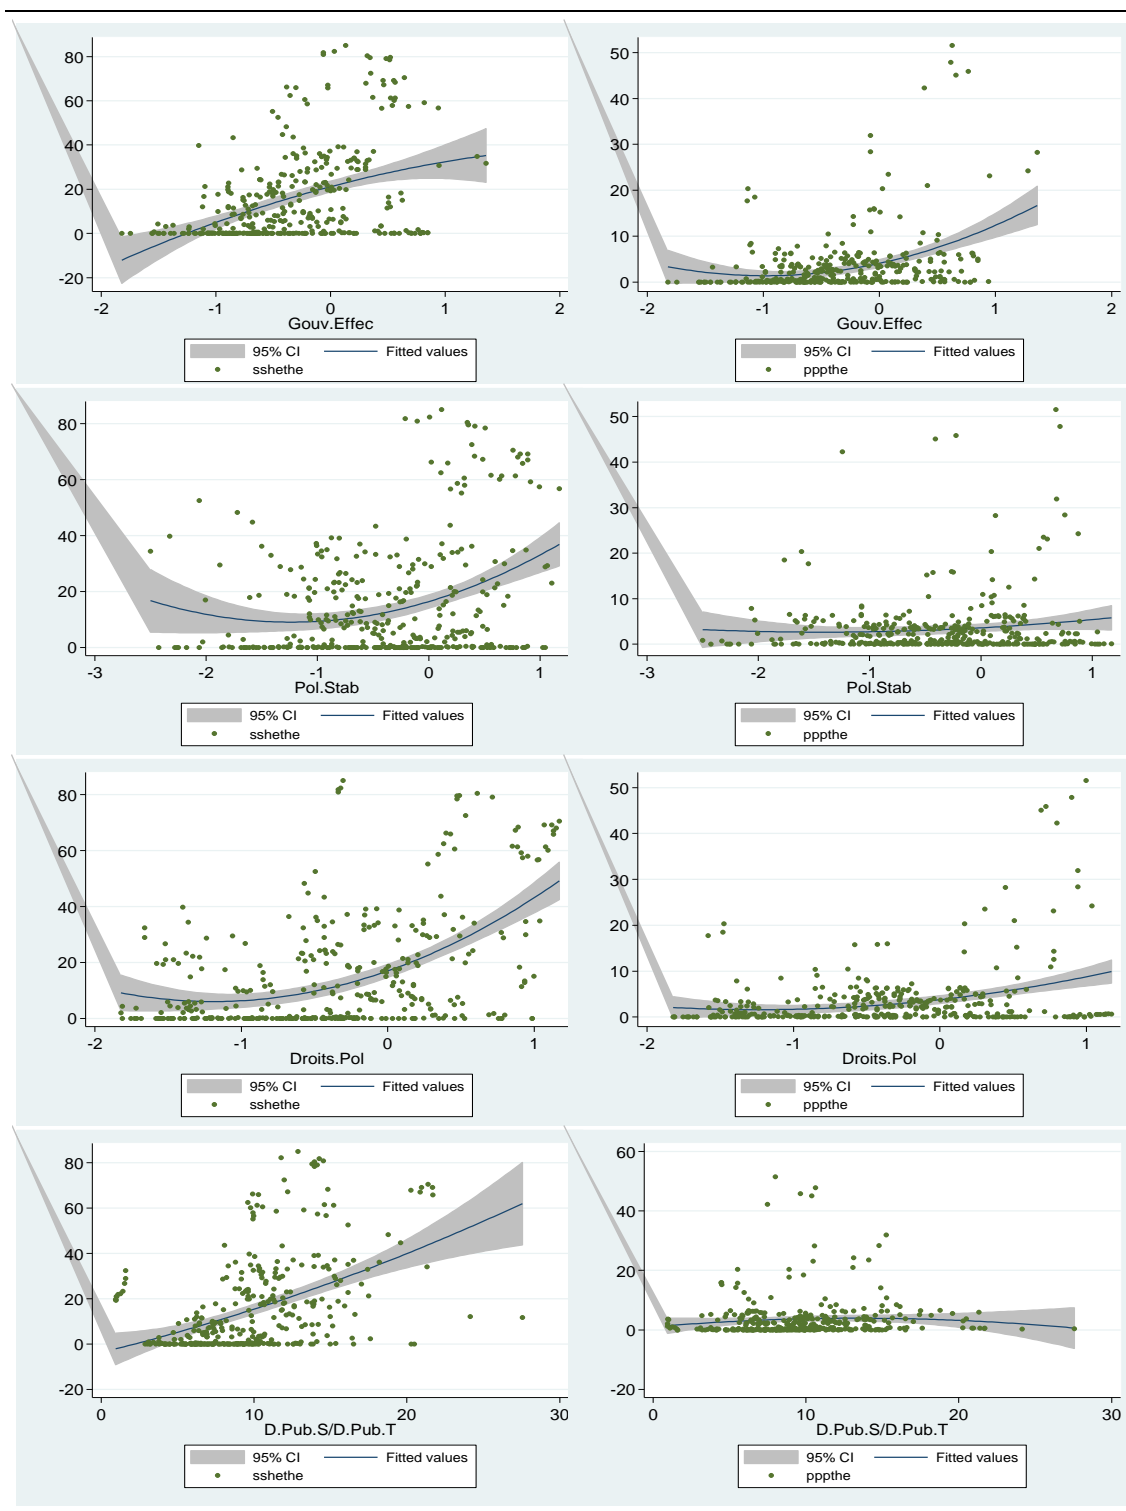 80
60
40
20
0
-20
-2 -1 0 1 2
Gouv.Effec
95% CI Fitted values
sshethe
50
40
30
20
10
0
-2 -1 0 1 2
Gouv.Effec
95% CI Fitted values
pppthe
80
60
40
20
0
-3 -2 -1 0 1
Pol.Stab
95% CI Fitted values
sshethe
50
40
30
20
10
0
-3 -2 -1 0 1
Pol.Stab
95% CI Fitted values
pppthe
80
60
40
20
0
-2 -1 0 1
Droits.Pol
95% CI Fitted values
sshethe
50
40
30
20
10
0
-2 -1 0 1
Droits.Pol
95% CI Fitted values
pppthe
80
60
40
20
0
-20
0 10 20 30
D.Pub.S/D.Pub.T
95% CI Fitted values
sshethe
60
40
20
0
-20
0 10 20 30
D.Pub.S/D.Pub.T
95% CI Fitted values
pppthe